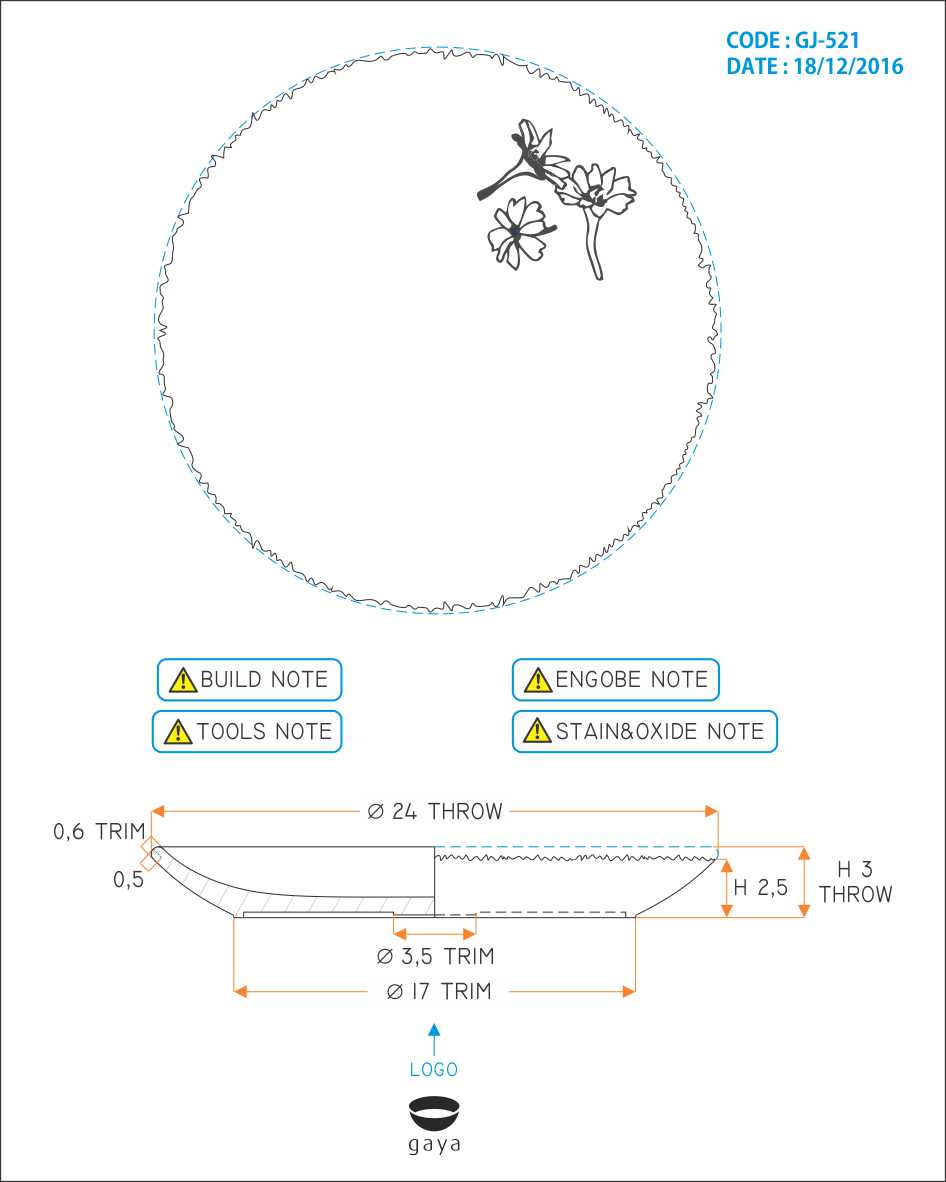 CODE : GJ-521
DATE : 18/12/2016
BUILD NOTE
ENGOBE NOTE
TOOLS NOTE
STAIN&OXIDE NOTE
Ø 24 THROW
0,6 TRIM
0,5
H 2,5
H 3
THROW
Ø 3,5 TRIM
Ø 17 TRIM
LOGO
gaya